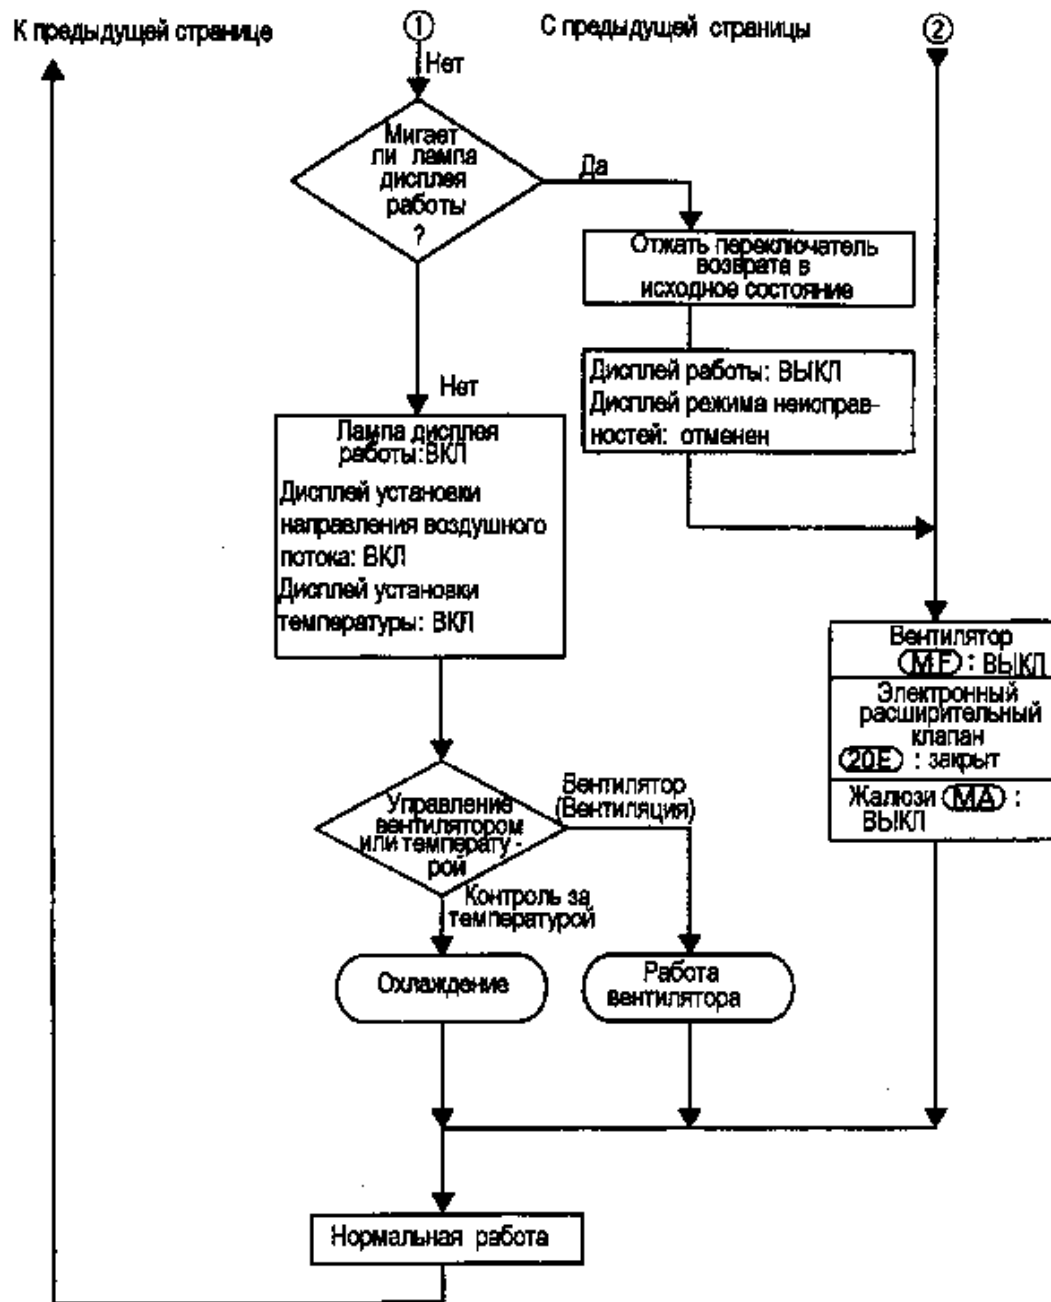 К предыдущей странице
①
С предыдущей страницы
②
Нет
Мигает
ли лампа
дисплея
работы
?
Да
Отжать переключатель
возврата в
исходное состояние
Дисплей работы: ВЫКЛ
Дисплей режима неисправ-
ностей: отменен
Нет
Лампа дисплея
работы:ВКЛ
Дисплей установки
направления воздушного
потока: ВКЛ
Дисплей установки
температуры: ВКЛ
Вентилятор
MF : ВЫКЛ
Электронный
расширительный
клапан
20E : закрыт
Жалюзи MA :
ВЫКЛ
Управление
вентилятором
или температу-
рой
Вентилятор
(Вентиляция)
Контроль за
температурой
Охлаждение
Работа
вентилятора
Нормальная работа